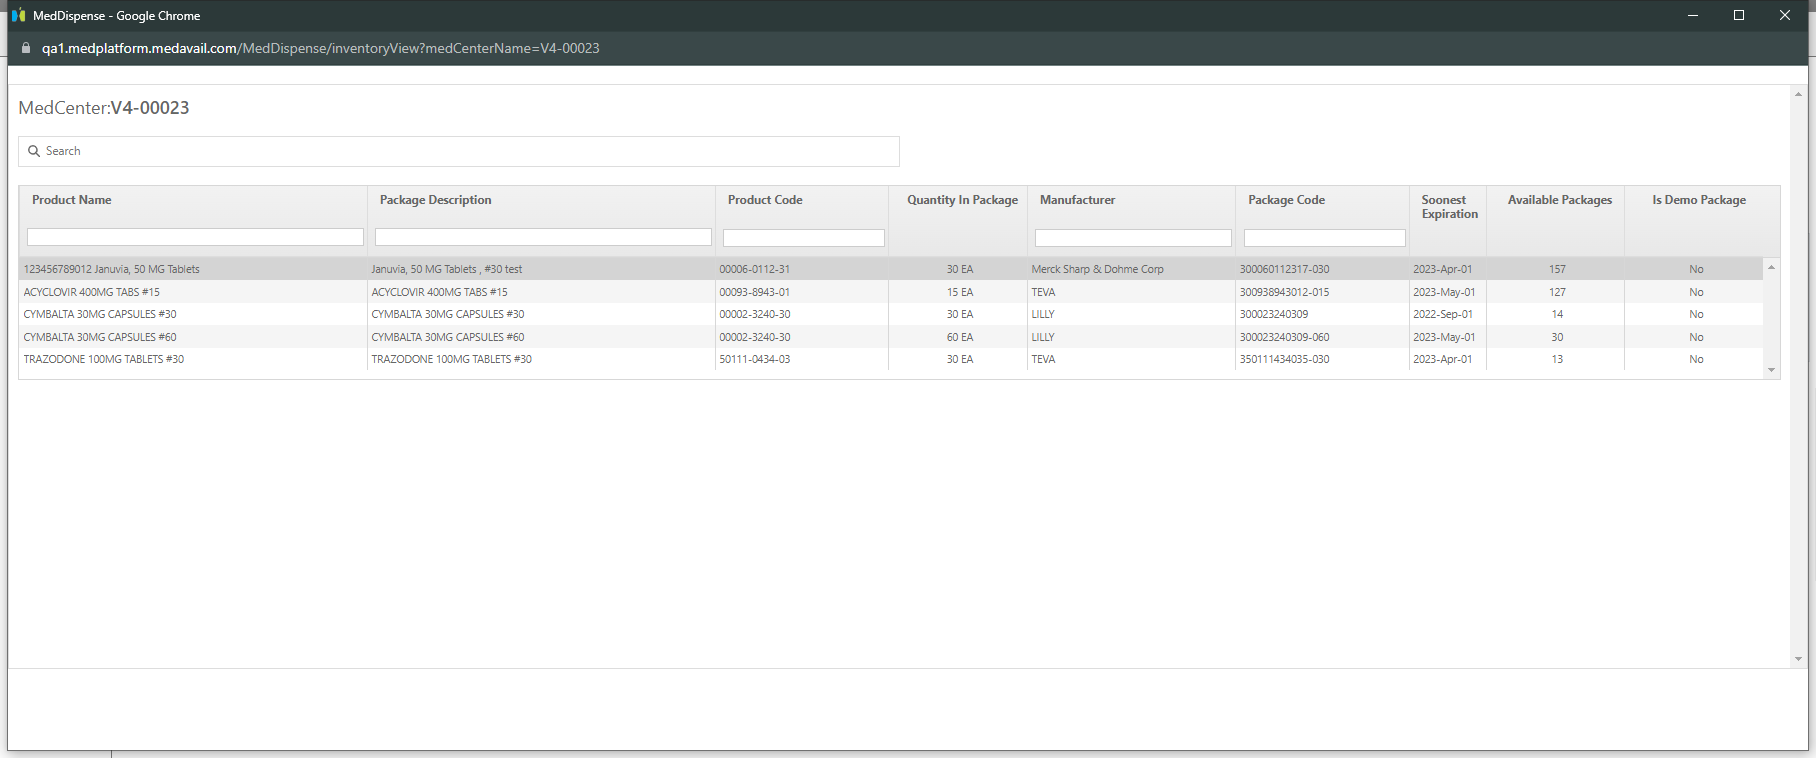 MedDispense - Google Chrome
qa1.medplatform.medavail.com/MedDispense/inventoryView?medCenterName=V4-00023
MedCenter:V4-00023
Search
Product Name Package Description Product Code Quantity In Package Manufacturer Package Code Soonest Expiration Available Packages Is Demo Package
123456789012 Januvia, 50 MG Tablets Januvia, 50 MG Tablets , #30 test 00006-0112-31 30 EA Merck Sharp & Dohme Corp 300060112317-030 2023-Apr-01 157 No
ACYCLOVIR 400MG TABS #15 ACYCLOVIR 400MG TABS #15 00093-8943-01 15 EA TEVA 300938943012-015 2023-May-01 127 No
CYMBALTA 30MG CAPSULES #30 CYMBALTA 30MG CAPSULES #30 00002-3240-30 30 EA LILLY 300023240309 2022-Sep-01 14 No
CYMBALTA 30MG CAPSULES #60 CYMBALTA 30MG CAPSULES #60 00002-3240-30 60 EA LILLY 300023240309-060 2023-May-01 30 No
TRAZODONE 100MG TABLETS #30 TRAZODONE 100MG TABLETS #30 50111-0434-03 30 EA TEVA 350111434035-030 2023-Apr-01 13 No